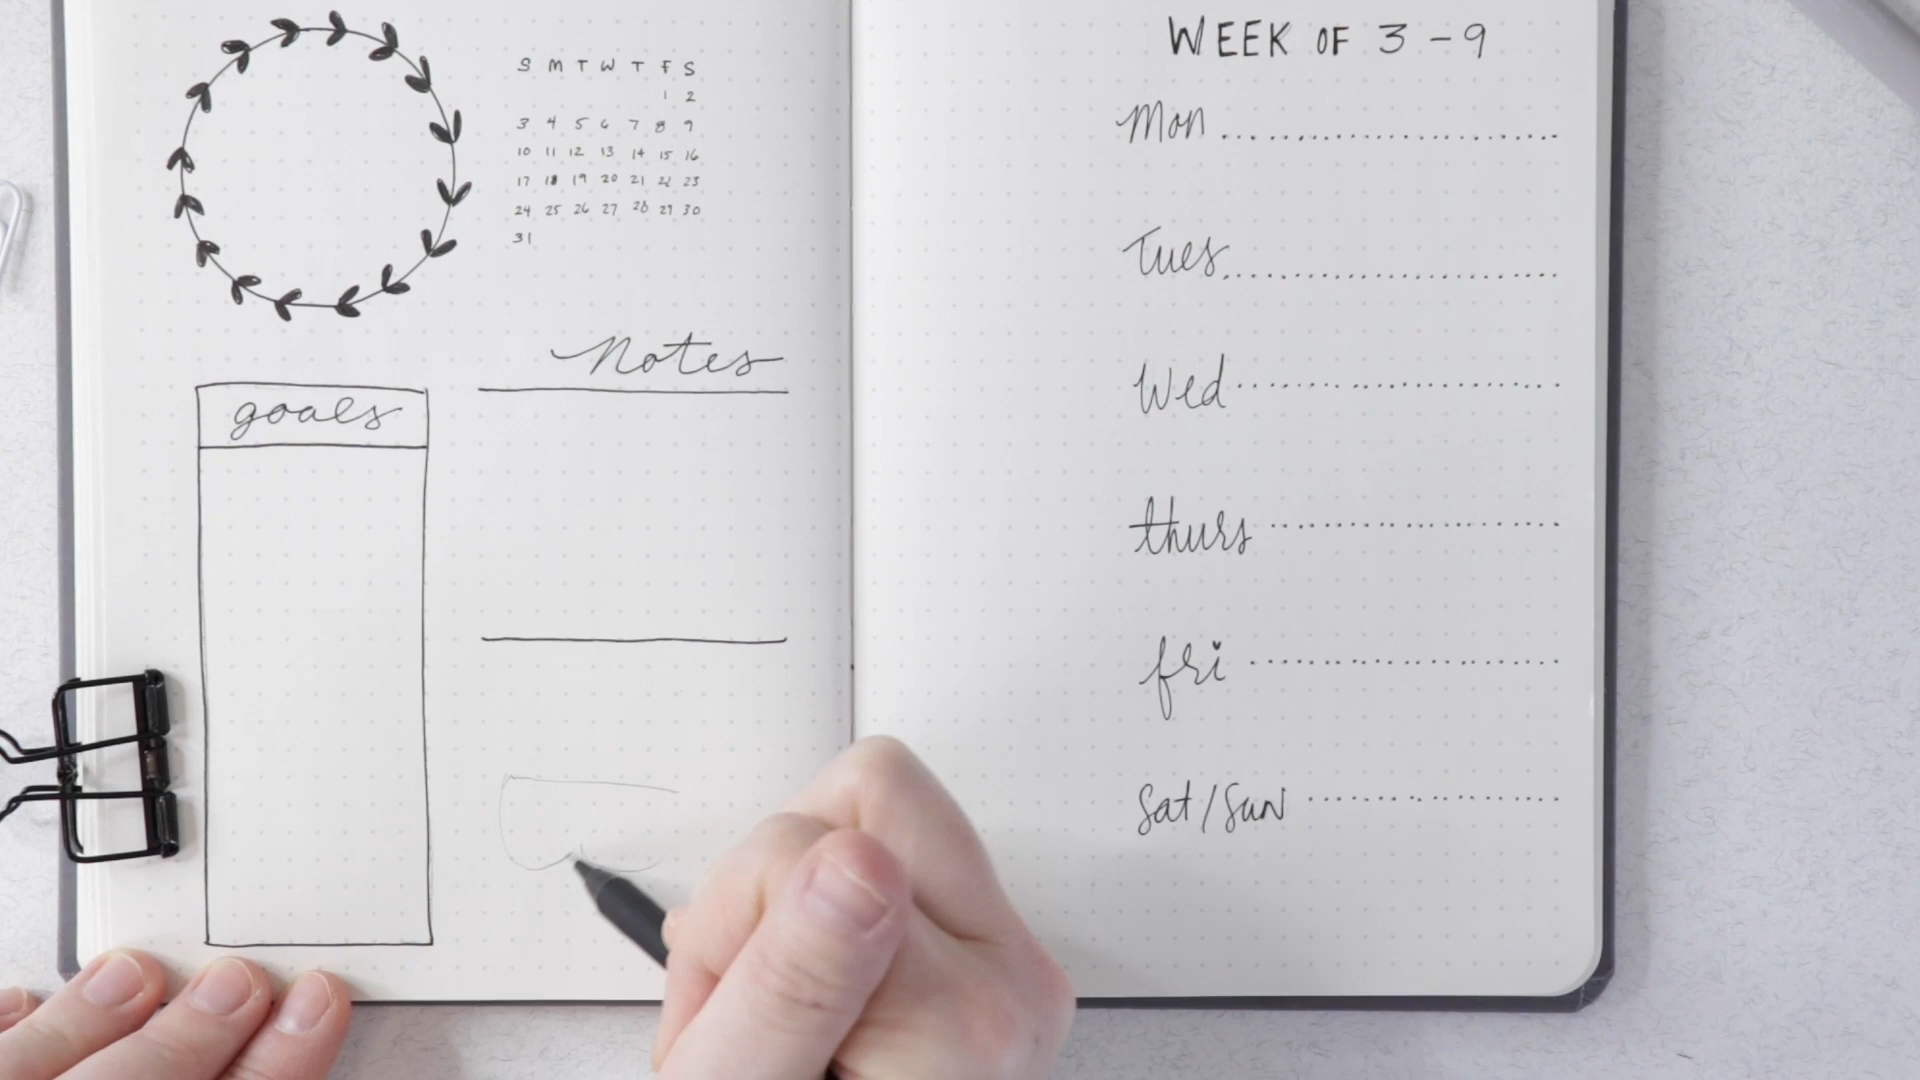 S M T W T F S
1 2
3 4 5 6 7 8 9
10 11 12 13 14 15 16
17 18 19 20 21 22 23
24 25 26 27 28 29 30
31
notes
goals
WEEK OF 3 - 9
Mon
Tues
Wed
thurs
fri
Sat/Sun